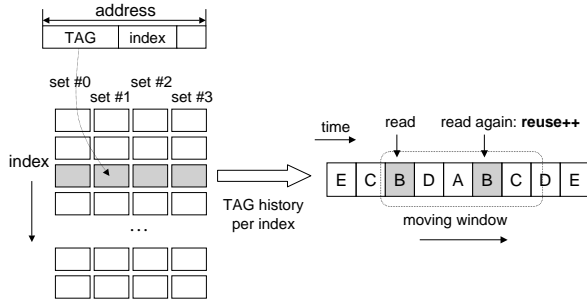 address
TAG index
set #0 set #2
set #1 set #3
index
...
TAG history
per index
time
read
read again: reuse++
E C B D A B C D E
moving window